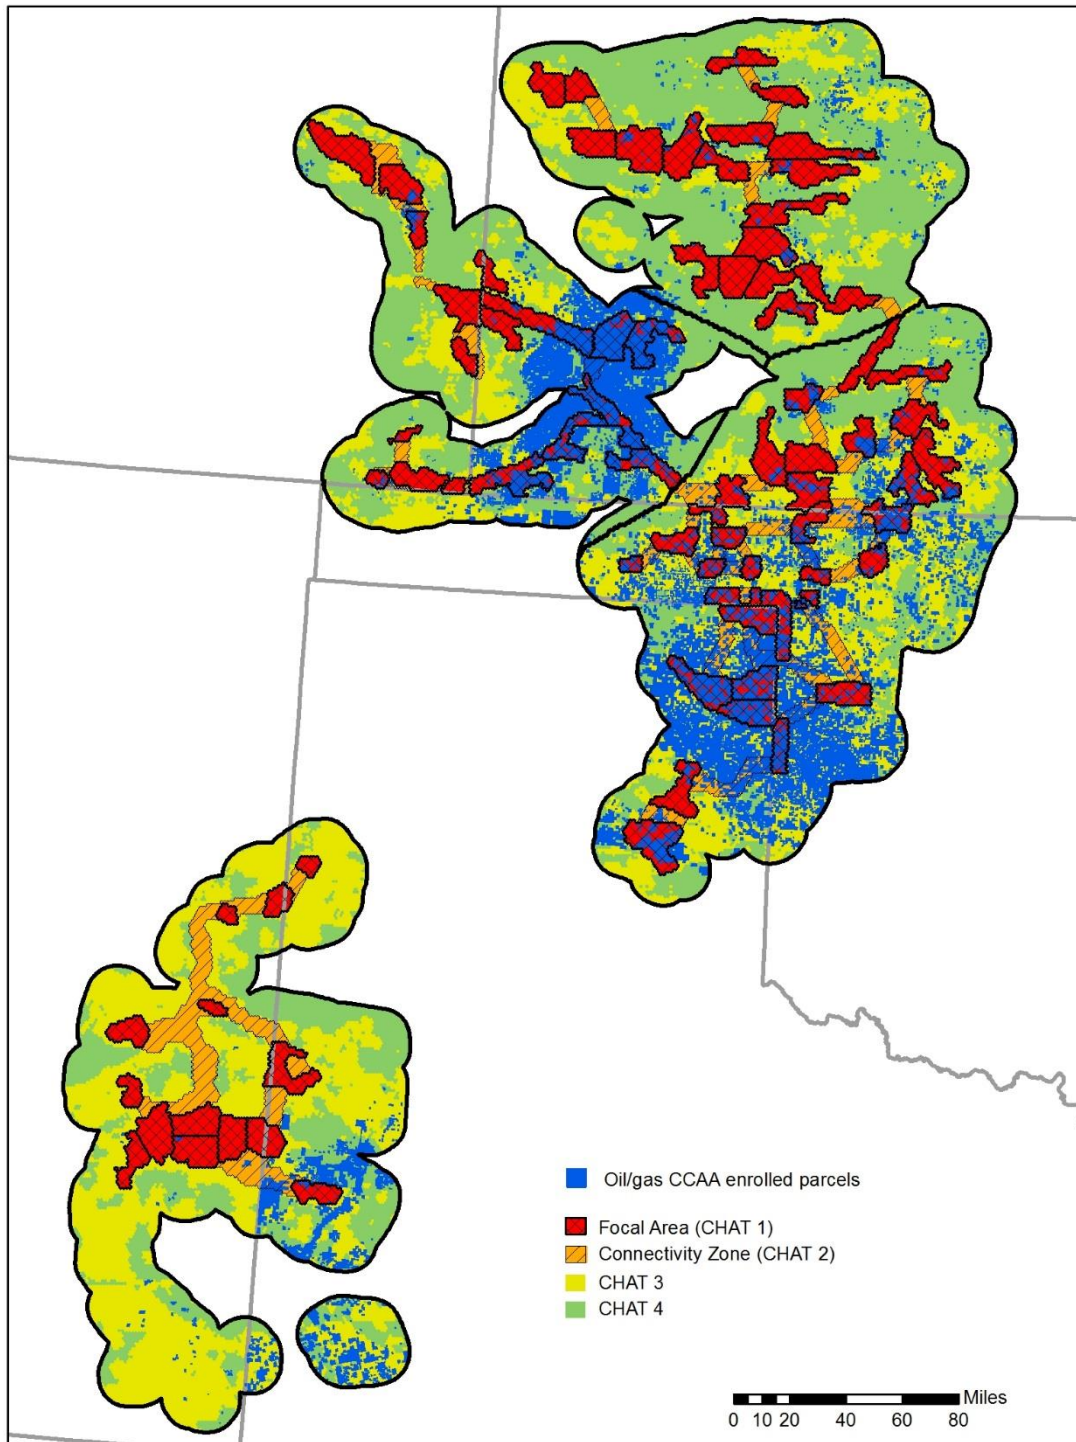 Oil/gas CCAA enrolled parcels
Focal Area (CHAT 1)
Connectivity Zone (CHAT 2)
CHAT 3
CHAT 4
Miles
0 10 20 40 60 80